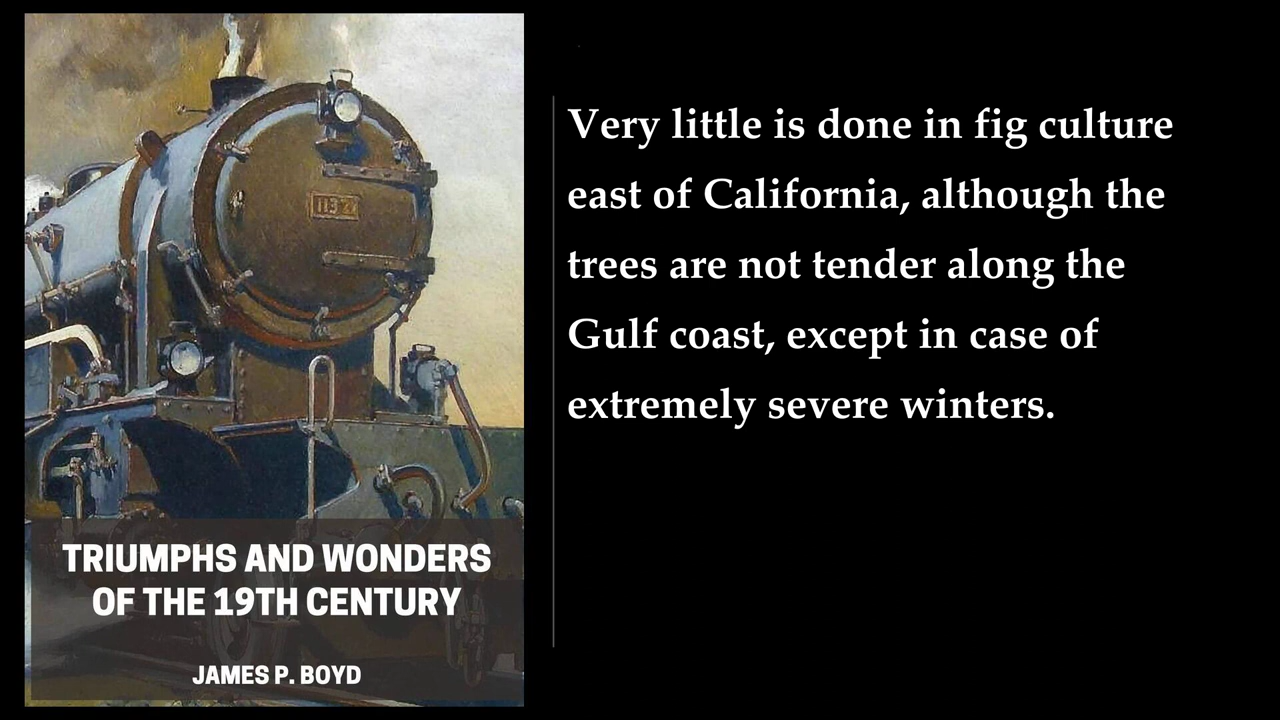 TRIUMPHS AND WONDERS
OF THE 19TH CENTURY
JAMES P. BOYD
Very little is done in fig culture
east of California, although the
trees are not tender along the
Gulf coast, except in case of
extremely severe winters.